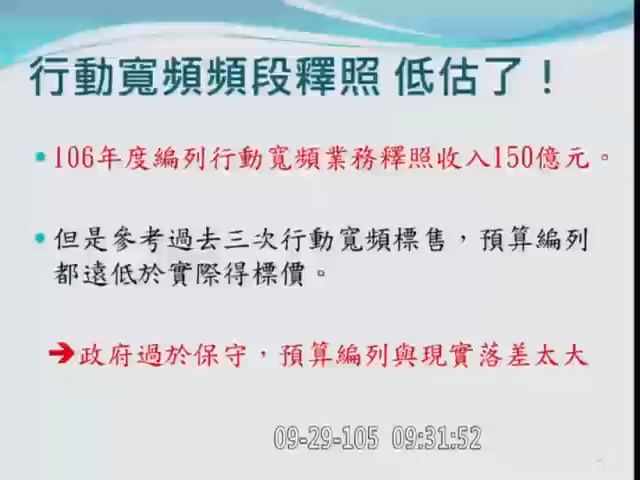 行動寬頻頻段釋照 低估了！
•106年度編列行動寬頻業務釋照收入150億元。
•但是參考過去三次行動寬頻標售，預算編列
都遠低於實際得標價。
➔政府過於保守，預算編列與現實落差太大
09-29-105 09:31:52